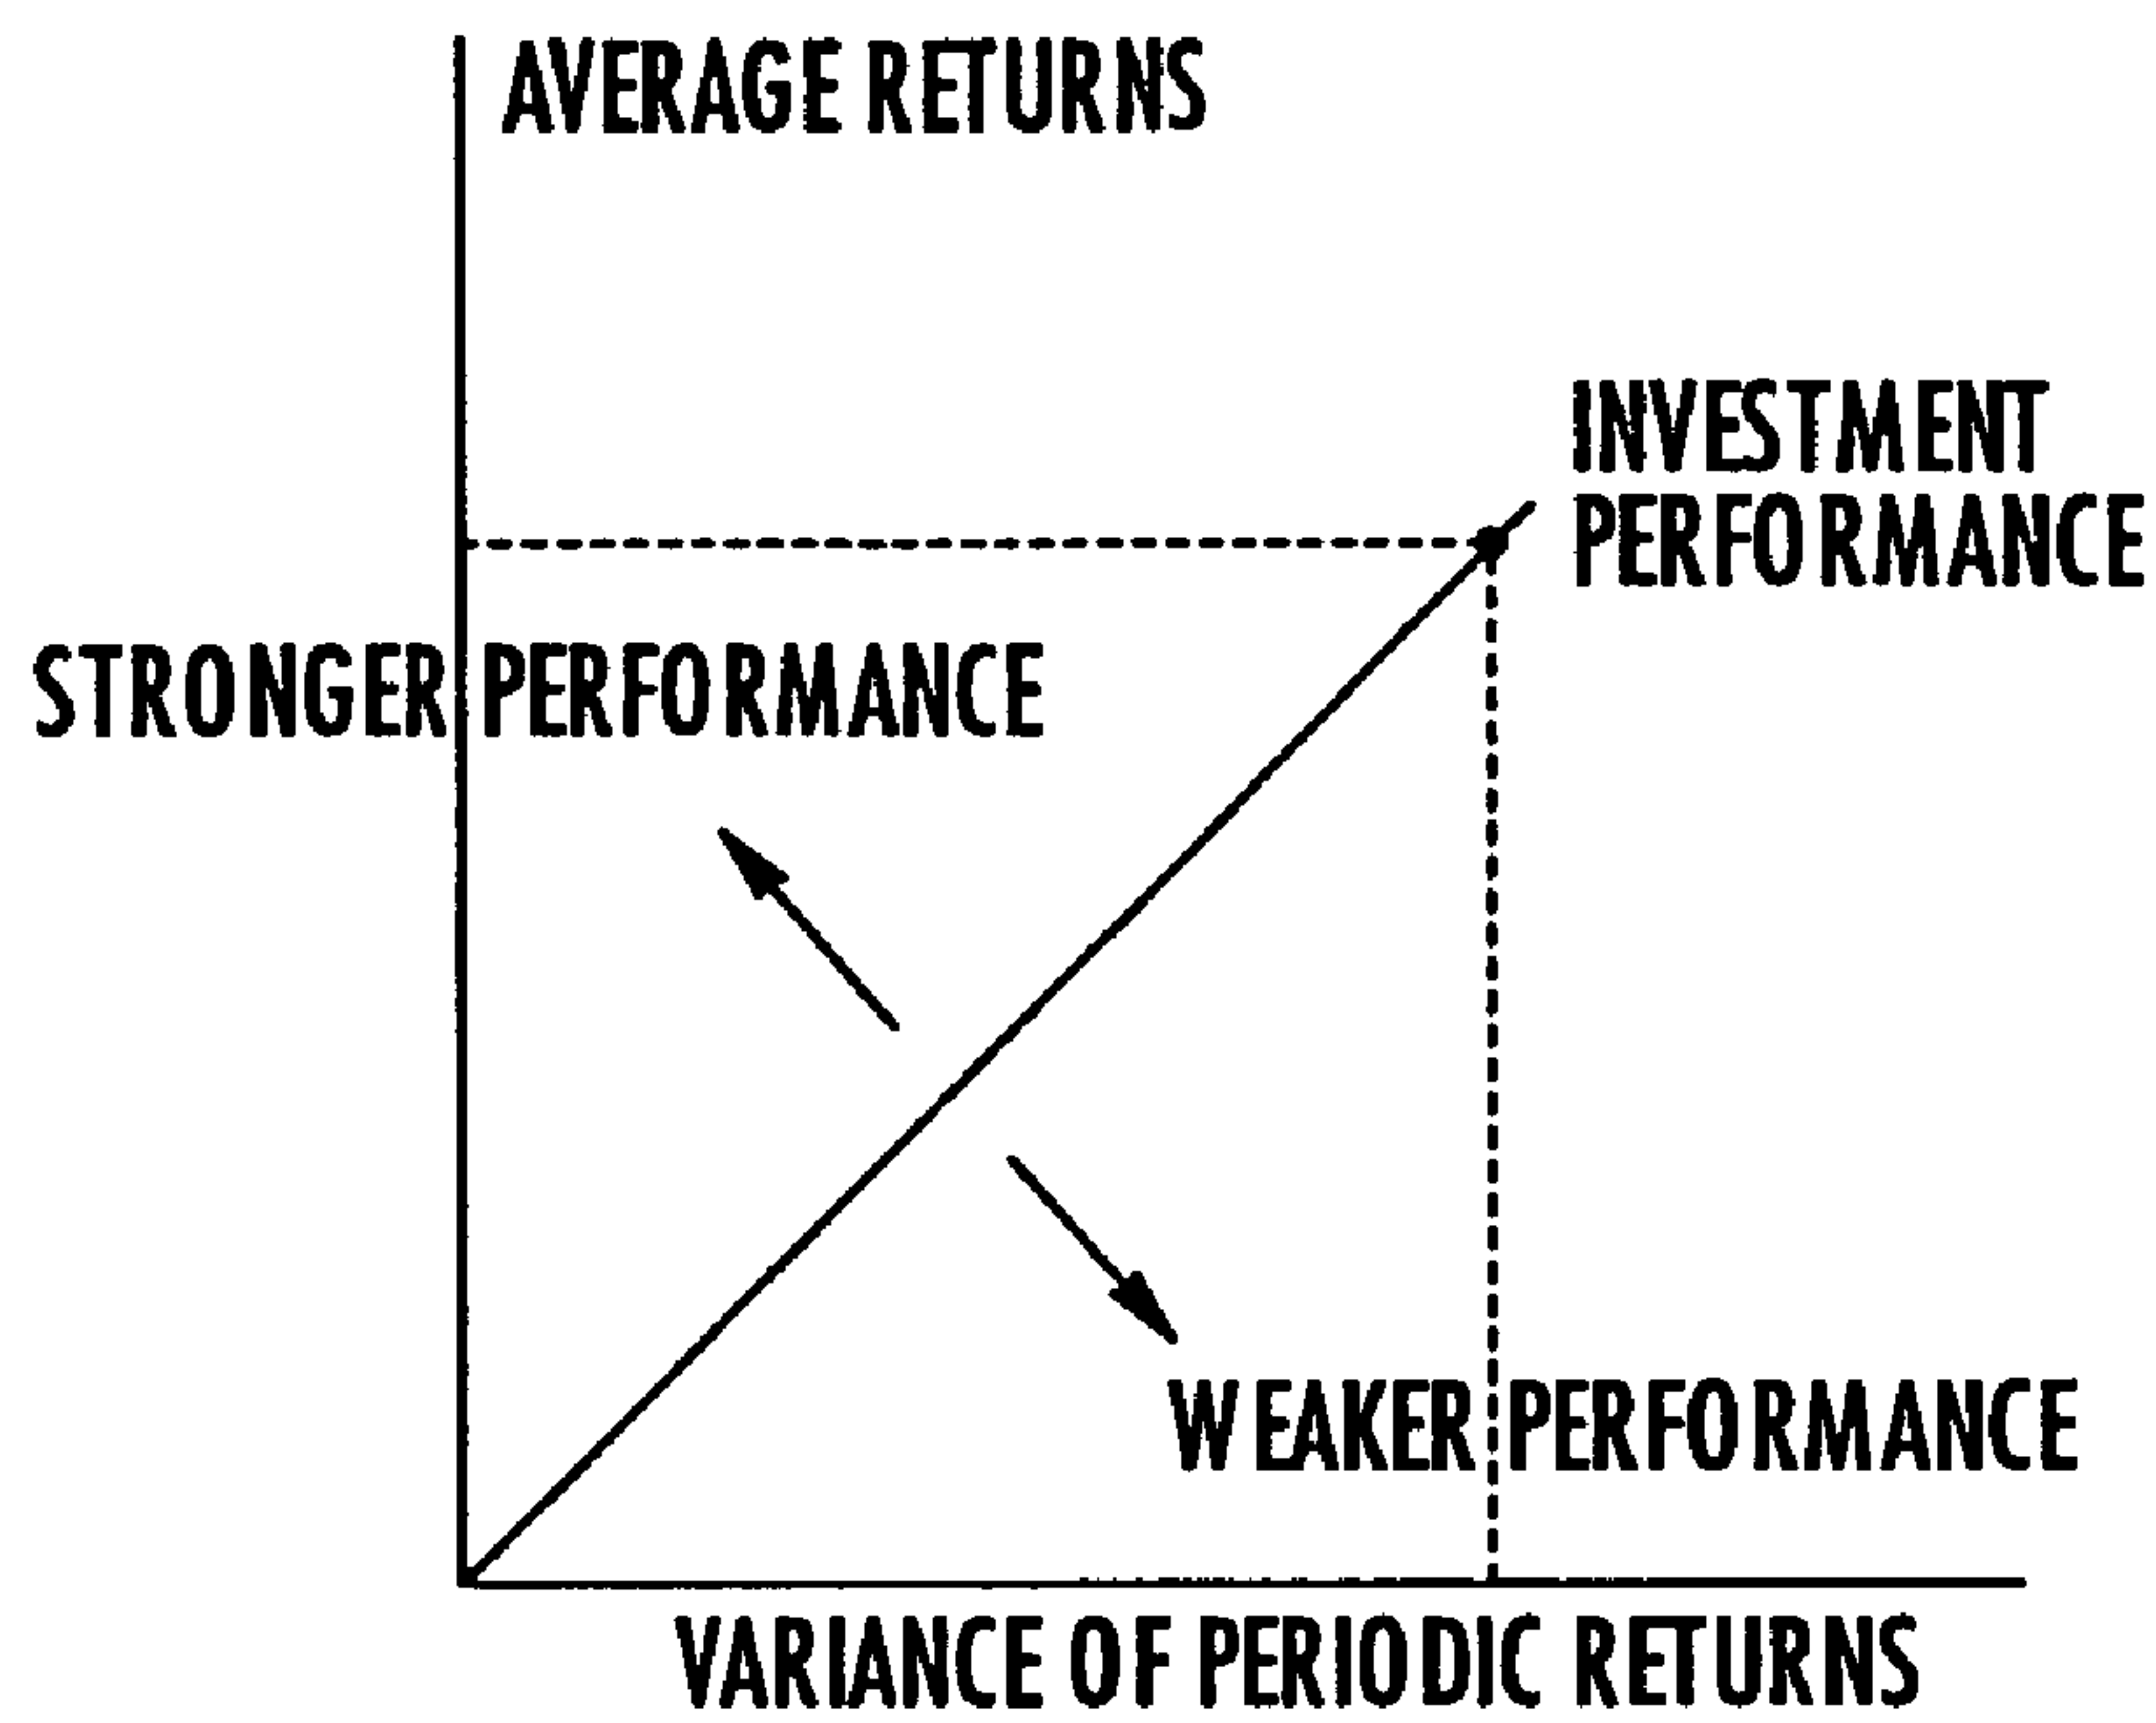 AVERAGE RETURNS
INVESTMENT
PERFORMANCE
STRONGER PERFORMANCE
WEAKER PERFORMANCE
VARIANCE OF PERIODIC RETURNS